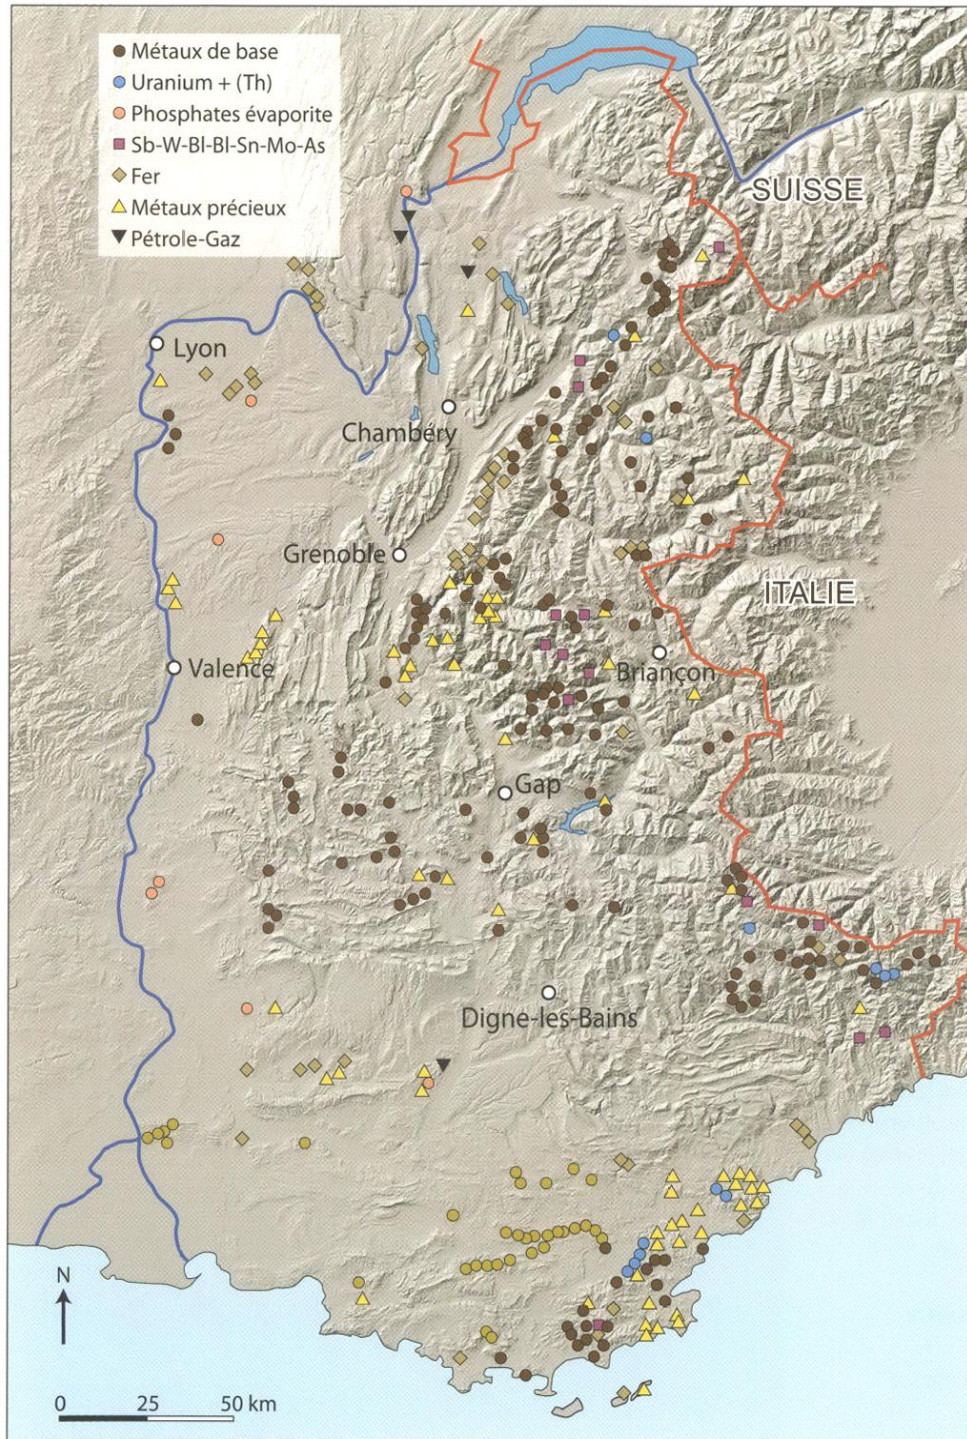 Métaux de base
Uranium + (Th)
Phosphates évaporite
Sb-W-Bl-Bl-Sn-Mo-As
Fer
Métaux précieux
Pétrole-Gaz
SUISSE
Lyon
Chambéry
Grenoble
ITALIE
Valence
Briançon
Gap
Digne-les-Bains
N
0 25 50 km